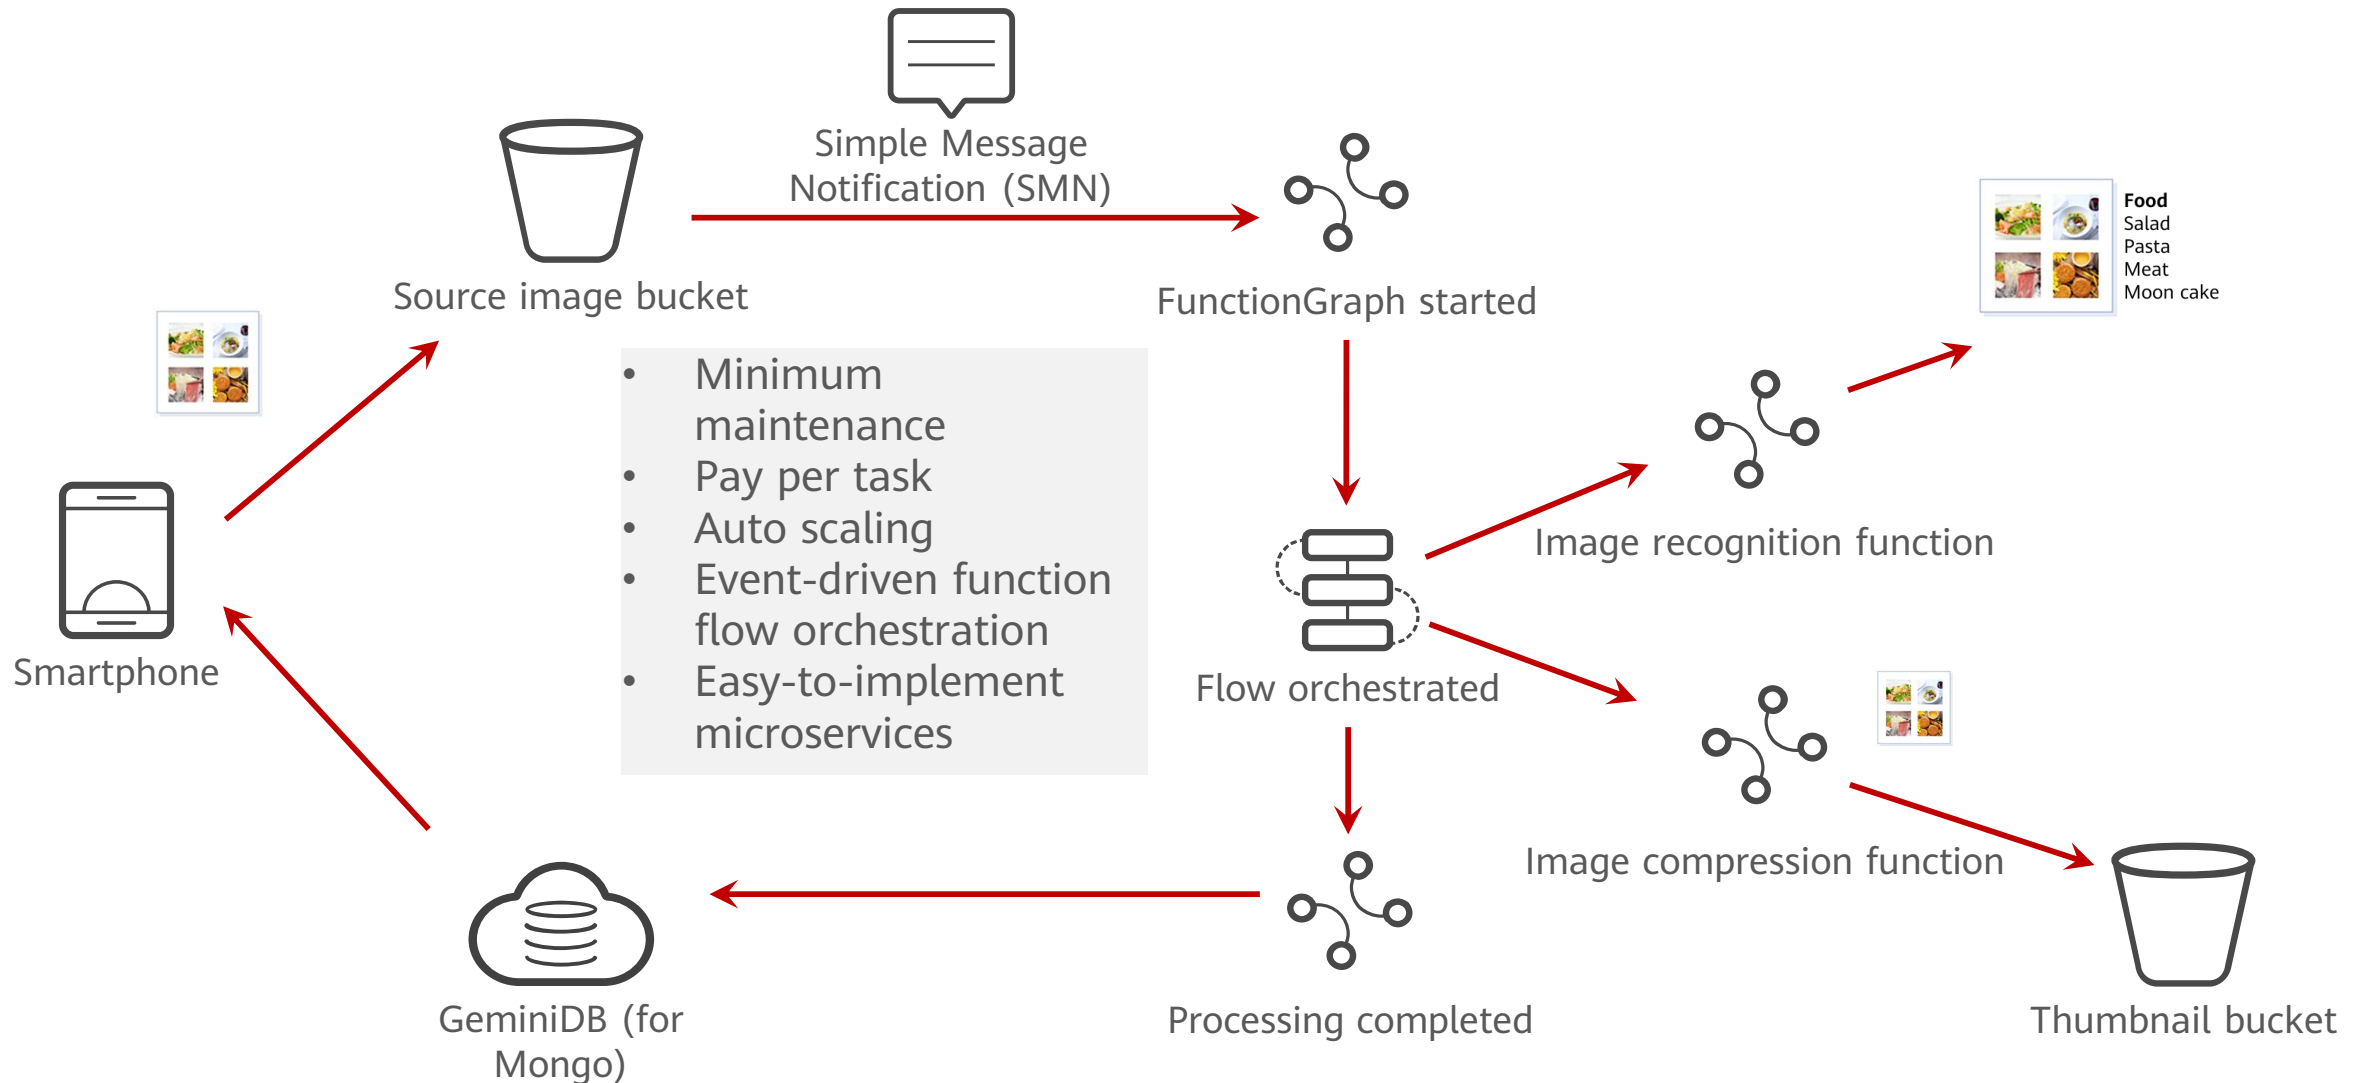 Simple Message
Notification (SMN)
Source image bucket
FunctionGraph started
Food
Salad
Pasta
Meat
Moon cake
• Minimum
maintenance
• Pay per task
• Auto scaling
• Event-driven function
flow orchestration
• Easy-to-implement
microservices
Image recognition function
Smartphone
Flow orchestrated
Image compression function
GeminiDB (for
Mongo)
Processing completed
Thumbnail bucket